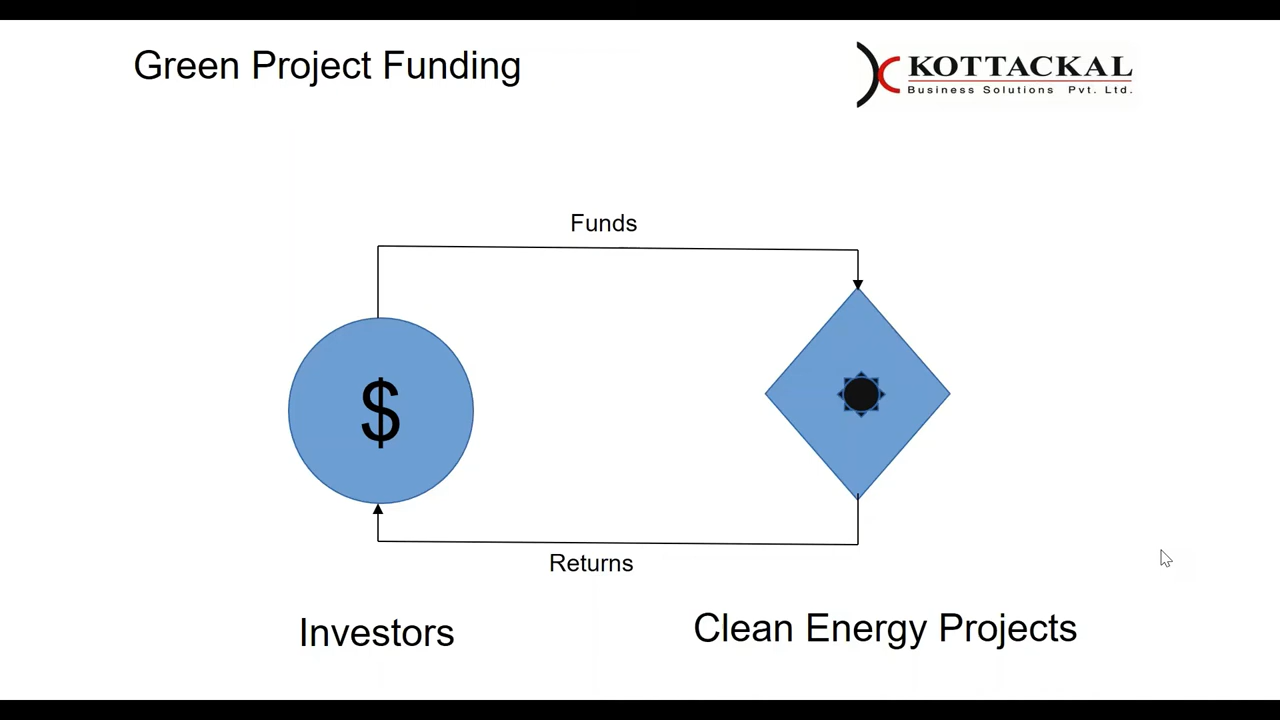 Green Project Funding
KOTTACKAL
Business Solutions Pvt. Ltd.
Funds
$
Returns
Investors
Clean Energy Projects